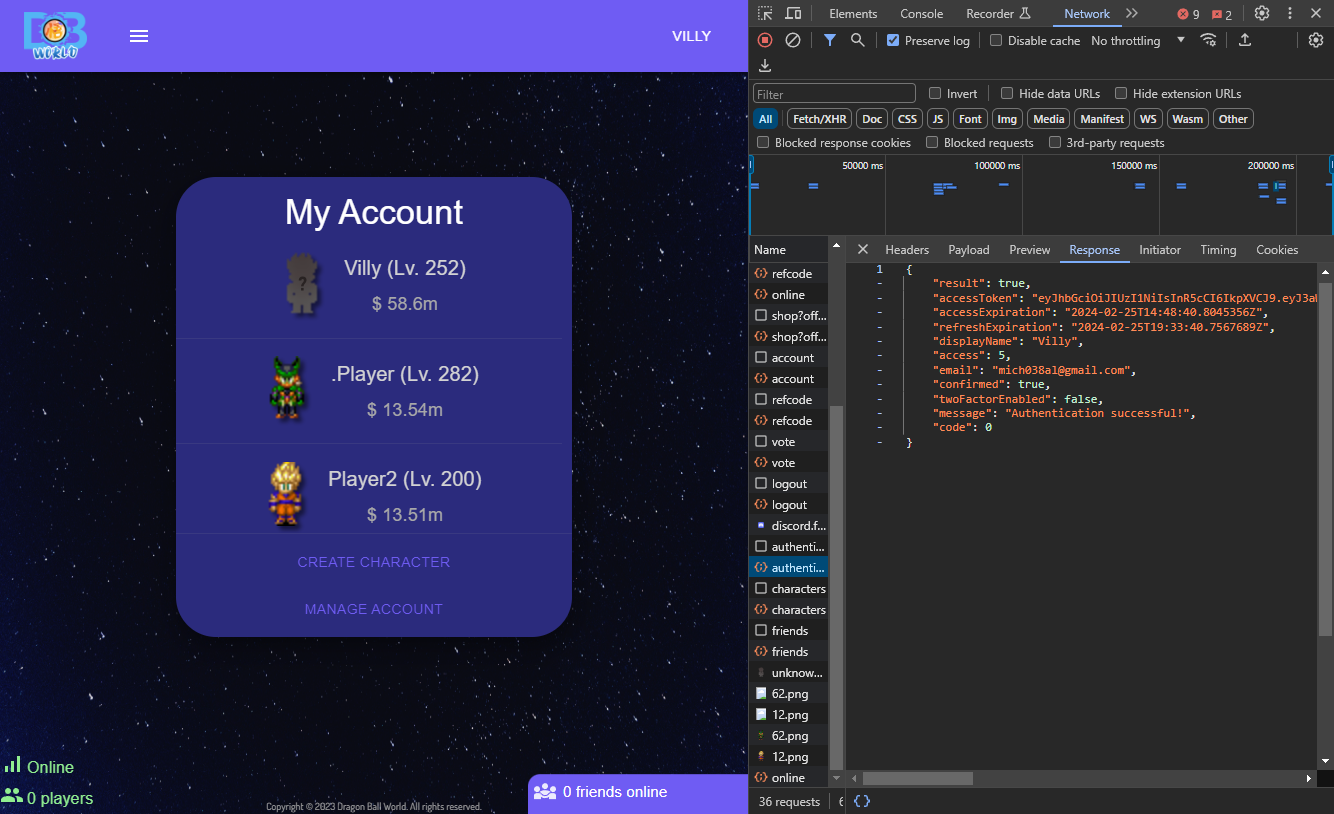 DB
WORLD
VILLY
My Account
Villy (Lv. 252)
$ 58.6m
.Player (Lv. 282)
$ 13.54m
Player2 (Lv. 200)
$ 13.51m
CREATE CHARACTER
MANAGE ACCOUNT
Online
0 players
Copyright © 2023 Dragon Ball World. All rights reserved.
0 friends online
Elements Console Recorder Network 9 2
Preserve log Disable cache No throttling
Filter Invert Hide data URLs Hide extension URLs
All Fetch/XHR Doc CSS JS Font Img Media Manifest WS Wasm Other
Blocked response cookies Blocked requests 3rd-party requests
50000 ms 100000 ms 150000 ms 200000 ms
Name
refcode
online
shop?off...
shop?off...
account
account
refcode
refcode
vote
vote
logout
logout
discord.f...
authenti...
authenti...
characters
characters
friends
friends
unknow...
62.png
12.png
62.png
12.png
online
36 requests 6
Headers Payload Preview Response Initiator Timing Cookies
1 {
- "result": true,
- "accessToken": "eyJhbGciOiJIUzI1NiIsInR5cCI6IkpXVCJ9.eyJ3al
- "accessExpiration": "2024-02-25T14:48:40.8045356Z",
- "refreshExpiration": "2024-02-25T19:33:40.7567689Z",
- "displayName": "Villy",
- "access": 5,
- "email": "mich038al@gmail.com",
- "confirmed": true,
- "twoFactorEnabled": false,
- "message": "Authentication successful!",
- "code": 0
- }
{}